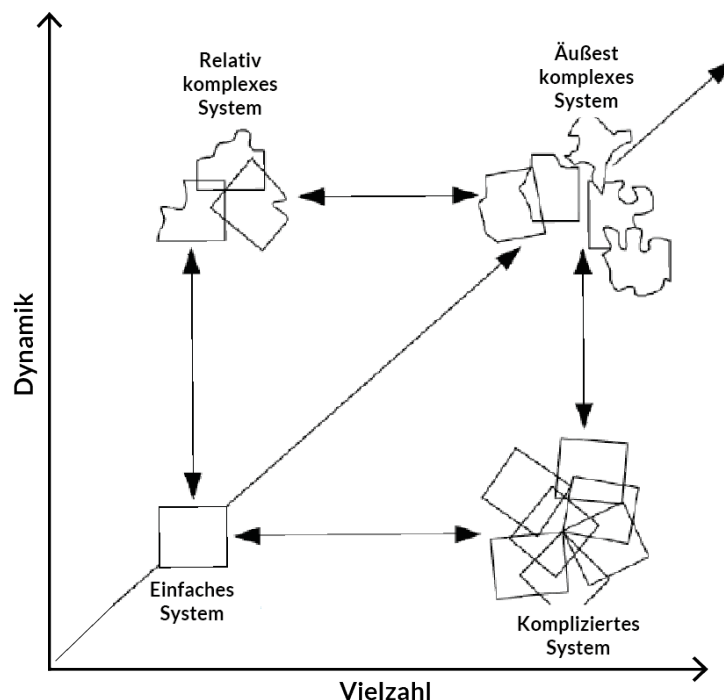 Relativ
komplexes
System
Äußest
komplexes
System
Dynamik
Einfaches
System
Kompliziertes
System
Vielzahl